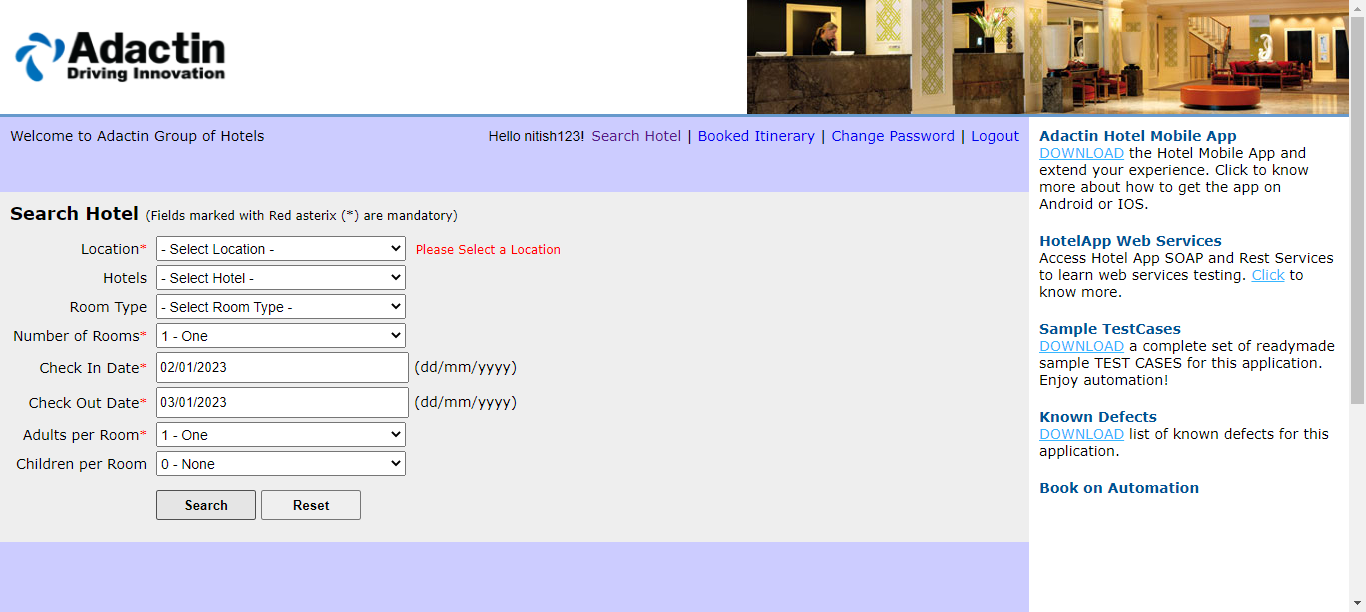 Adactin
Driving Innovation
Welcome to Adactin Group of Hotels
Hello nitish123! Search Hotel | Booked Itinerary | Change Password | Logout
Search Hotel (Fields marked with Red asterix (*) are mandatory)
Location* - Select Location - Please Select a Location
Hotels - Select Hotel -
Room Type - Select Room Type -
Number of Rooms* 1 - One
Check In Date* 02/01/2023 (dd/mm/yyyy)
Check Out Date* 03/01/2023 (dd/mm/yyyy)
Adults per Room* 1 - One
Children per Room 0 - None
Search Reset
Adactin Hotel Mobile App
DOWNLOAD the Hotel Mobile App and
extend your experience. Click to know
more about how to get the app on
Android or IOS.
HotelApp Web Services
Access Hotel App SOAP and Rest Services
to learn web services testing. Click to
know more.
Sample TestCases
DOWNLOAD a complete set of readymade
sample TEST CASES for this application.
Enjoy automation!
Known Defects
DOWNLOAD list of known defects for this
application.
Book on Automation